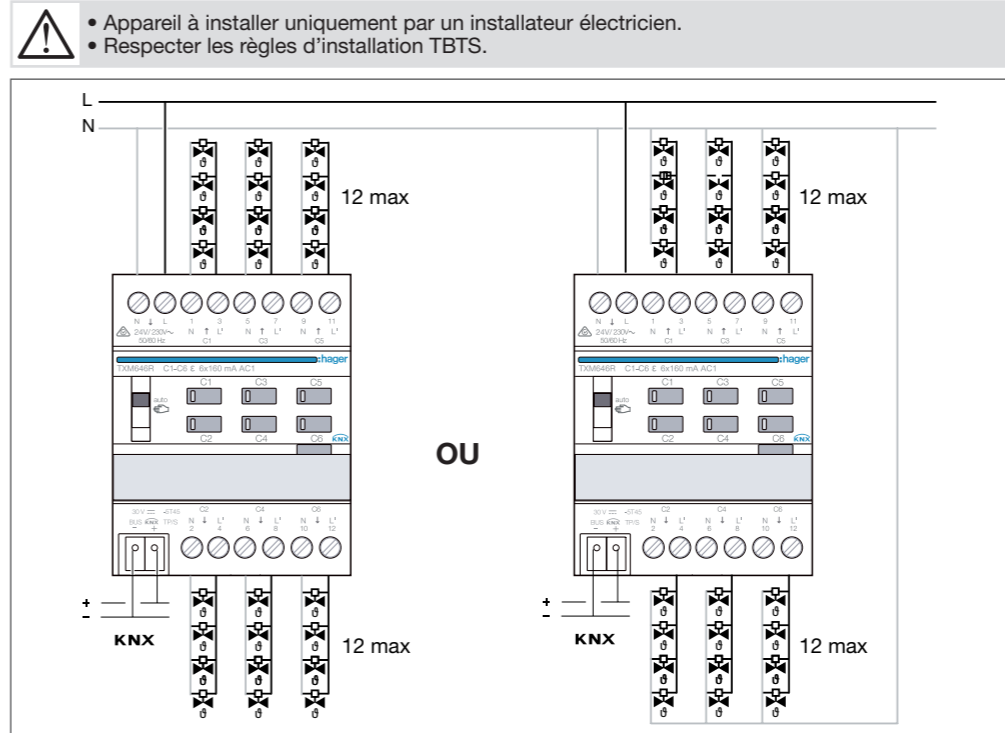 • Appareil à installer uniquement par un installateur électricien.
• Respecter les règles d'installation TBTS.
L
N
12 max
12 max
N ↓ L
1 3 5 7 9 11
24V/230V~
50/60 Hz
N ↑ L' N ↑ L' N ↑ L'
C1 C3 C5
:hager
TXM646R C1-C6 £ 6x160 mA AC1
C1 C3 C5
auto
C2 C4 C6 KNX
30 V -ST45
BUS KNX TP/S
- +
C2 C4 C6
N ↓ L' N ↓ L' N ↓ L'
2 4 6 8 10 12
+
-
KNX
12 max
OU
N ↓ L
1 3 5 7 9 11
24V/230V~
50/60 Hz
N ↑ L' N ↑ L' N ↑ L'
C1 C3 C5
:hager
TXM646R C1-C6 £ 6x160 mA AC1
C1 C3 C5
auto
C2 C4 C6 KNX
30 V -ST45
BUS KNX TP/S
- +
C2 C4 C6
N ↓ L' N ↓ L' N ↓ L'
2 4 6 8 10 12
+
-
KNX
12 max